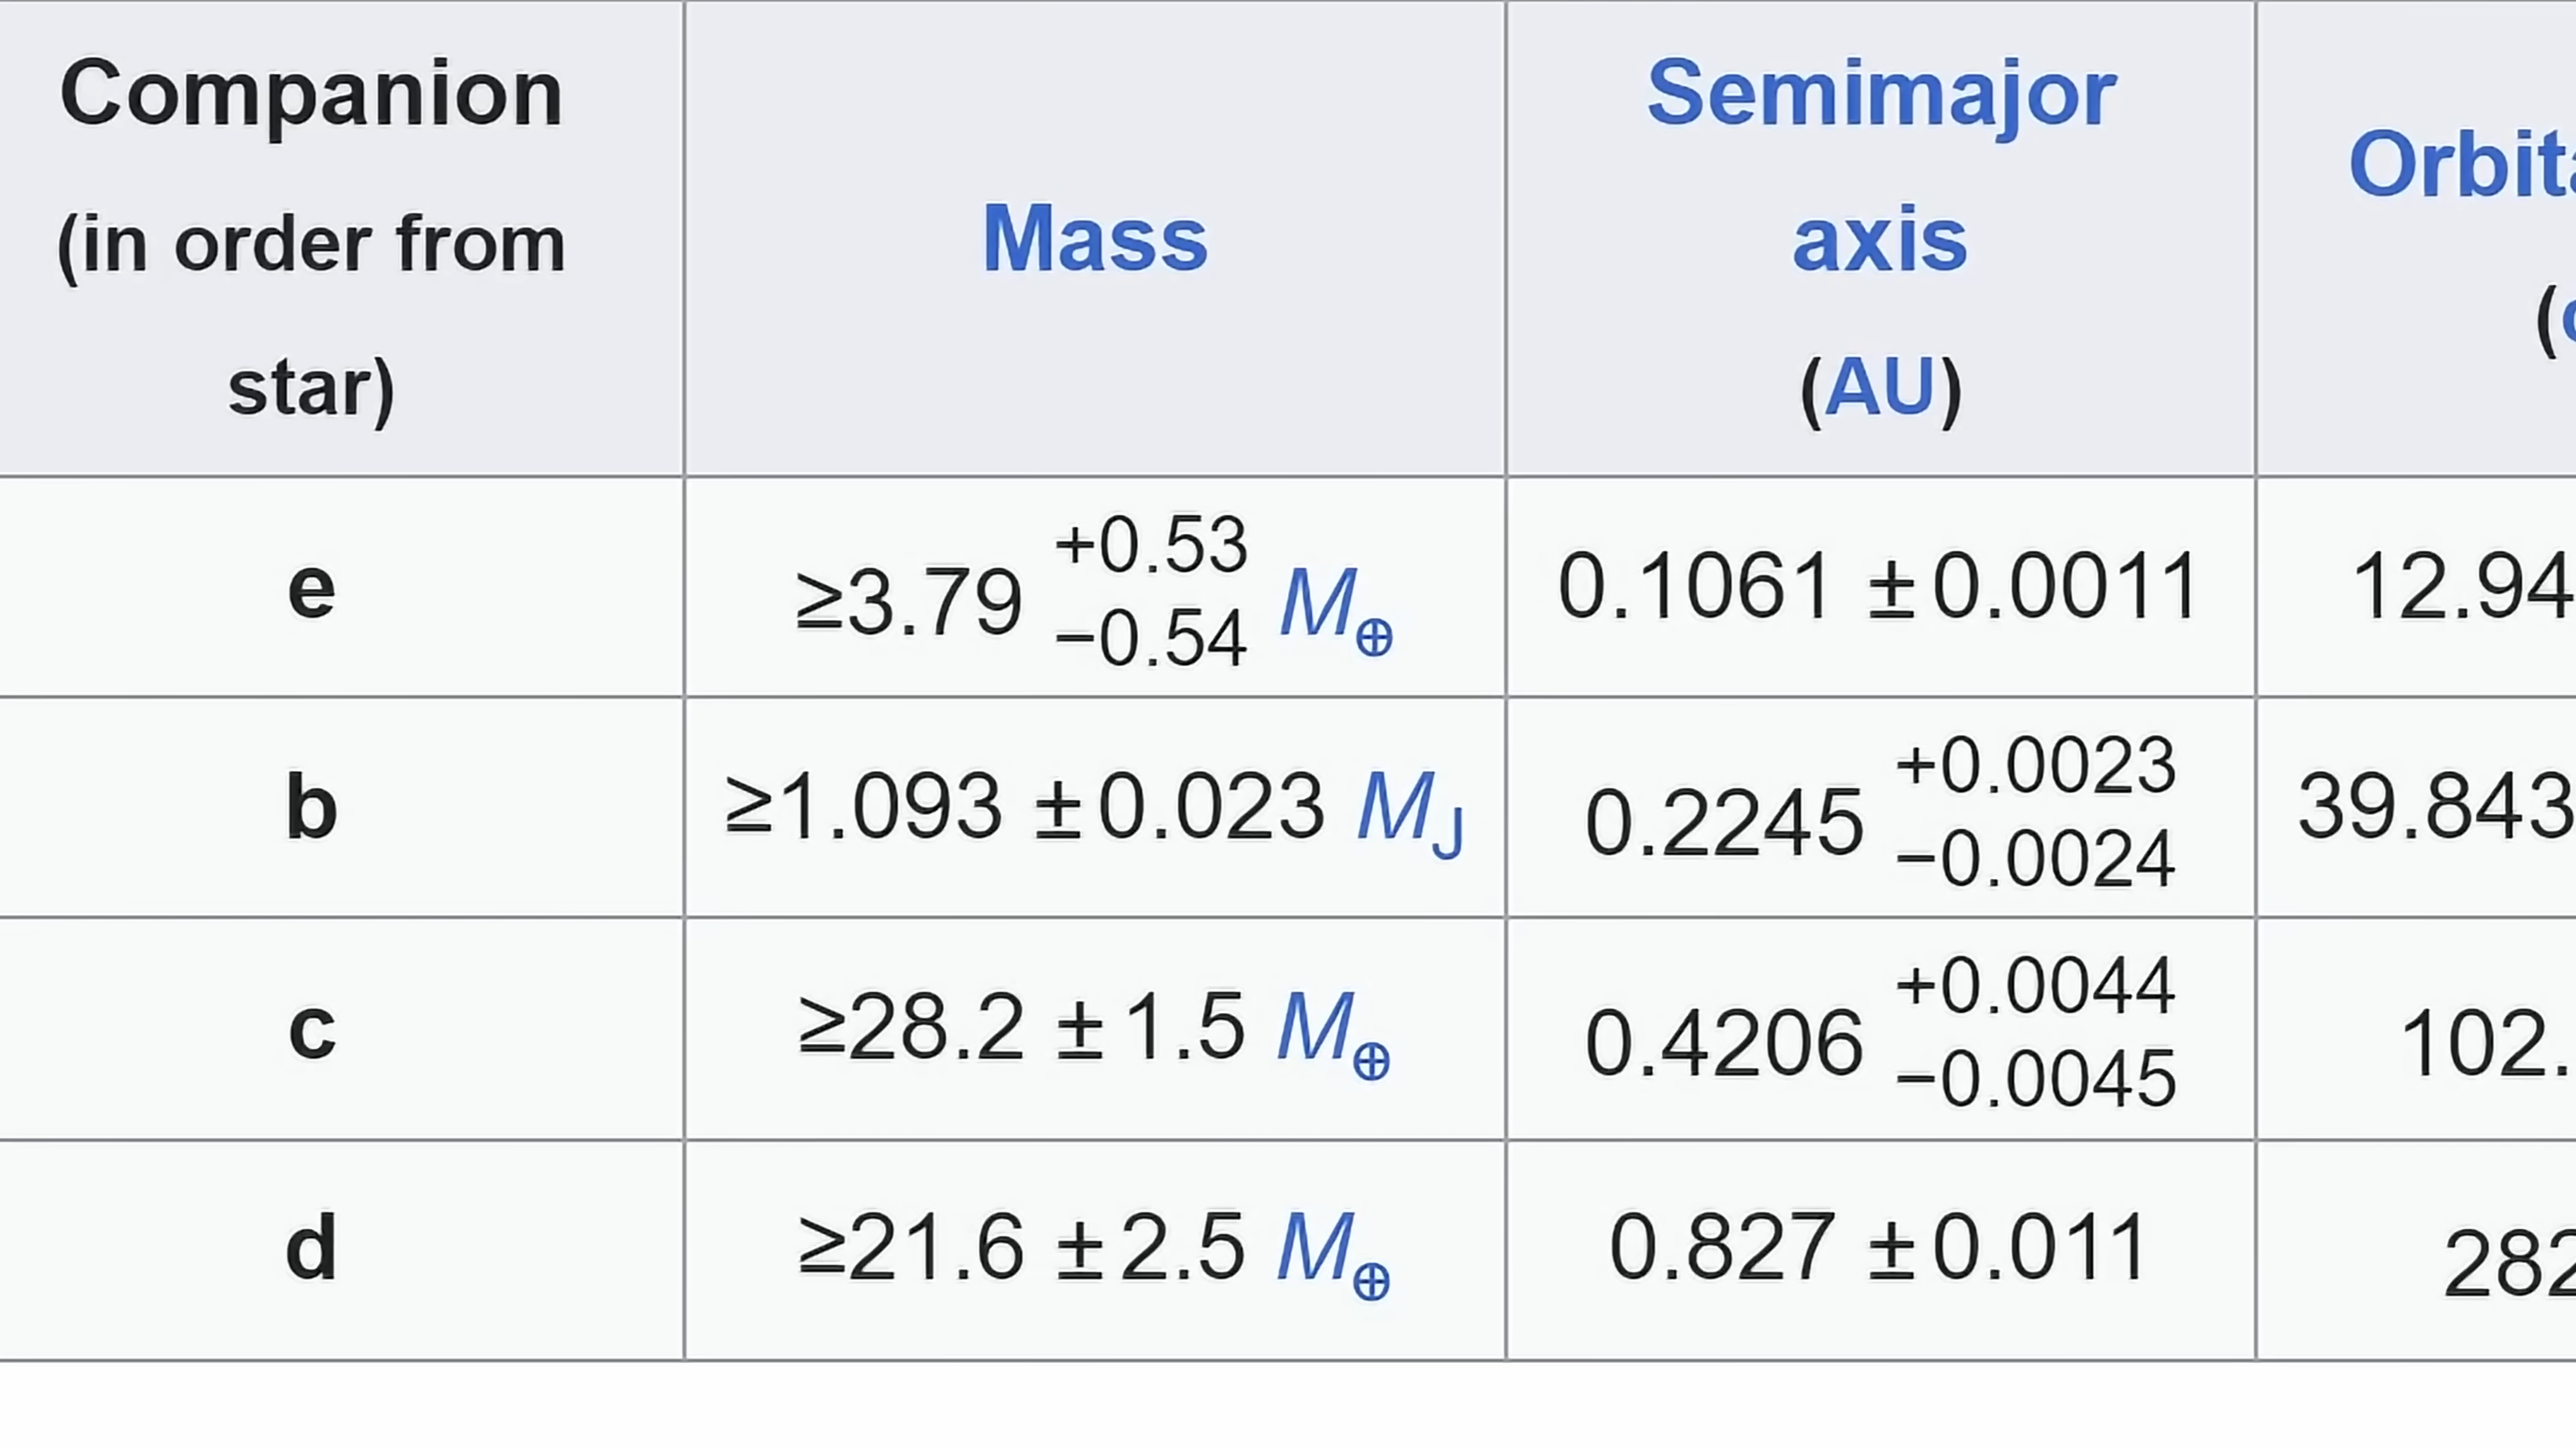 Companion
(in order from
star)
Mass
Semimajor
axis
(AU)
Orbita
(
e
≥3.79 +0.53 −0.54 M⊕
0.1061 ±0.0011
12.94
b
≥1.093 ±0.023 MJ
0.2245 +0.0023 −0.0024
39.843
c
≥28.2 ±1.5 M⊕
0.4206 +0.0044 −0.0045
102.
d
≥21.6 ±2.5 M⊕
0.827 ±0.011
282